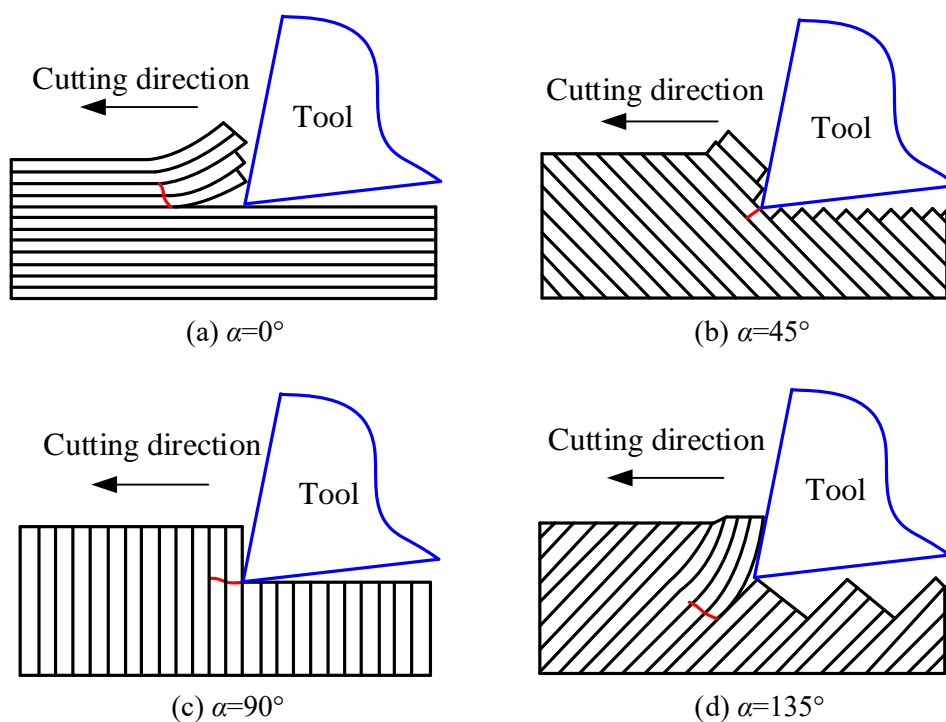 Cutting direction
Tool
(a) α=0°
Cutting direction
Tool
(b) α=45°
Cutting direction
Tool
(c) α=90°
Cutting direction
Tool
(d) α=135°